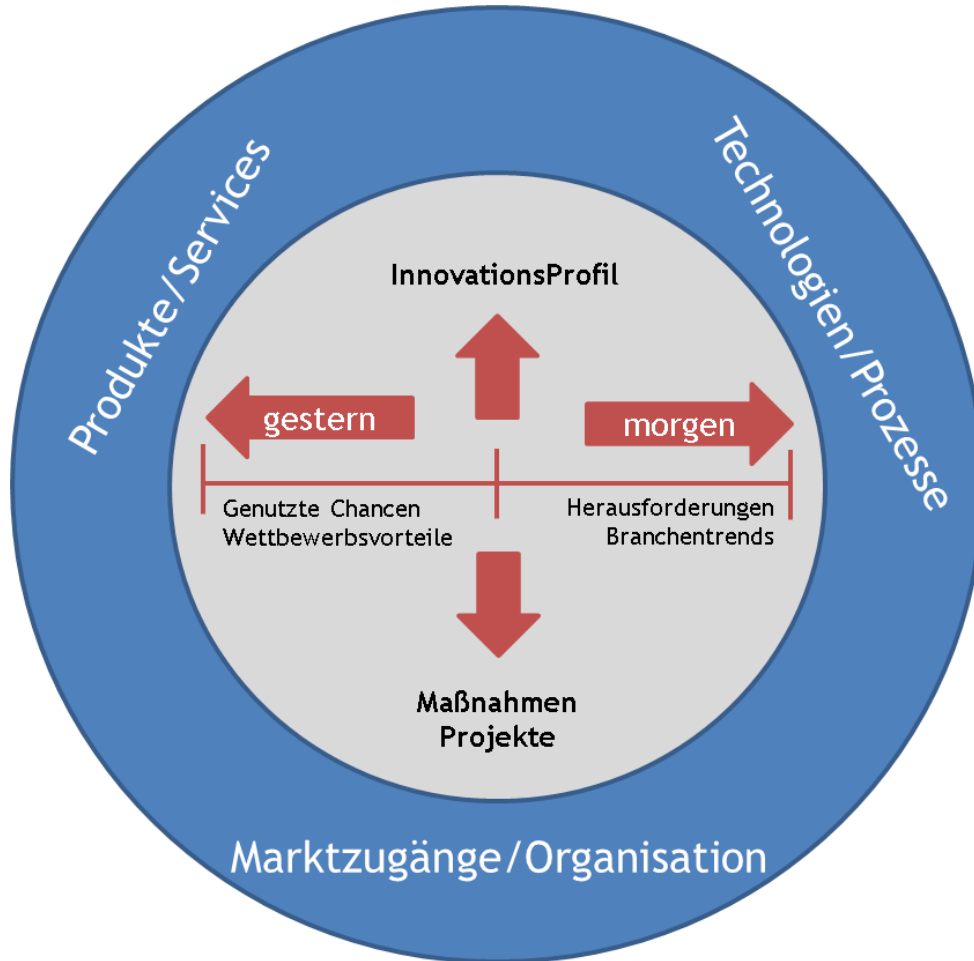 Produkte/Services
Technologien/Prozesse
InnovationsProfil
gestern
morgen
Genutzte Chancen
Wettbewerbsvorteile
Herausforderungen
Branchentrends
Maßnahmen
Projekte
Marktzugänge/Organisation